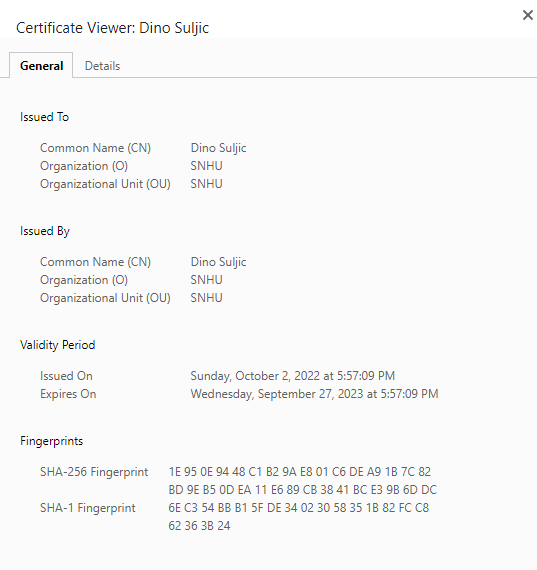 Certificate Viewer: Dino Suljic
General Details
Issued To
Common Name (CN) Dino Suljic
Organization (O) SNHU
Organizational Unit (OU) SNHU
Issued By
Common Name (CN) Dino Suljic
Organization (O) SNHU
Organizational Unit (OU) SNHU
Validity Period
Issued On Sunday, October 2, 2022 at 5:57:09 PM
Expires On Wednesday, September 27, 2023 at 5:57:09 PM
Fingerprints
SHA-256 Fingerprint 1E 95 0E 94 48 C1 B2 9A E8 01 C6 DE A9 1B 7C 82
BD 9E B5 0D EA 11 E6 89 CB 38 41 BC E3 9B 6D DC
SHA-1 Fingerprint 6E C3 54 BB B1 5F DE 34 02 30 58 35 1B 82 FC C8
62 36 3B 24